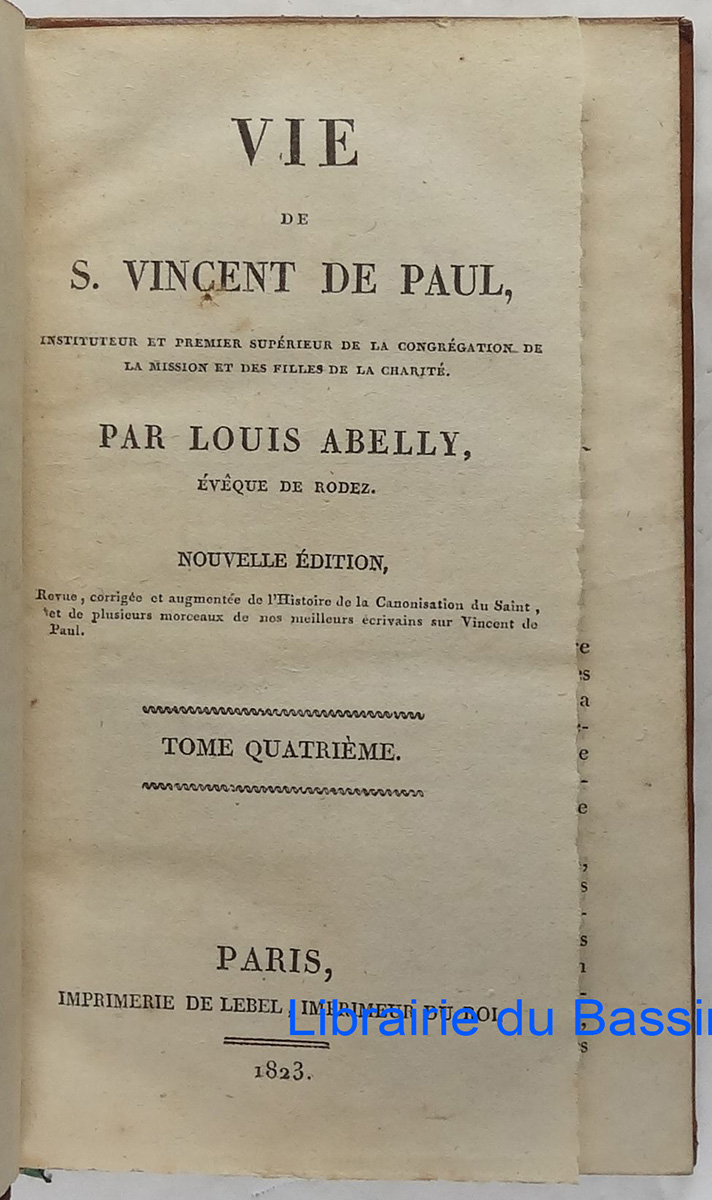 VIE
DE
S. VINCENT DE PAUL,
INSTITUTEUR ET PREMIER SUPÉRIEUR DE LA CONGRÉGATION DE
LA MISSION ET DES FILLES DE LA CHARITÉ.
PAR LOUIS ABELLY,
ÉVÊQUE DE RODEZ.
NOUVELLE ÉDITION,
Revue, corrigée et augmentée de l'Histoire de la Canonisation du Saint,
et de plusieurs morceaux de nos meilleurs écrivains sur Vincent de
Paul.
TOME QUATRIÈME.
PARIS,
IMPRIMERIE DE LEBEL, IMPRIMEUR DU ROI
Librairie du Bassin
1823.